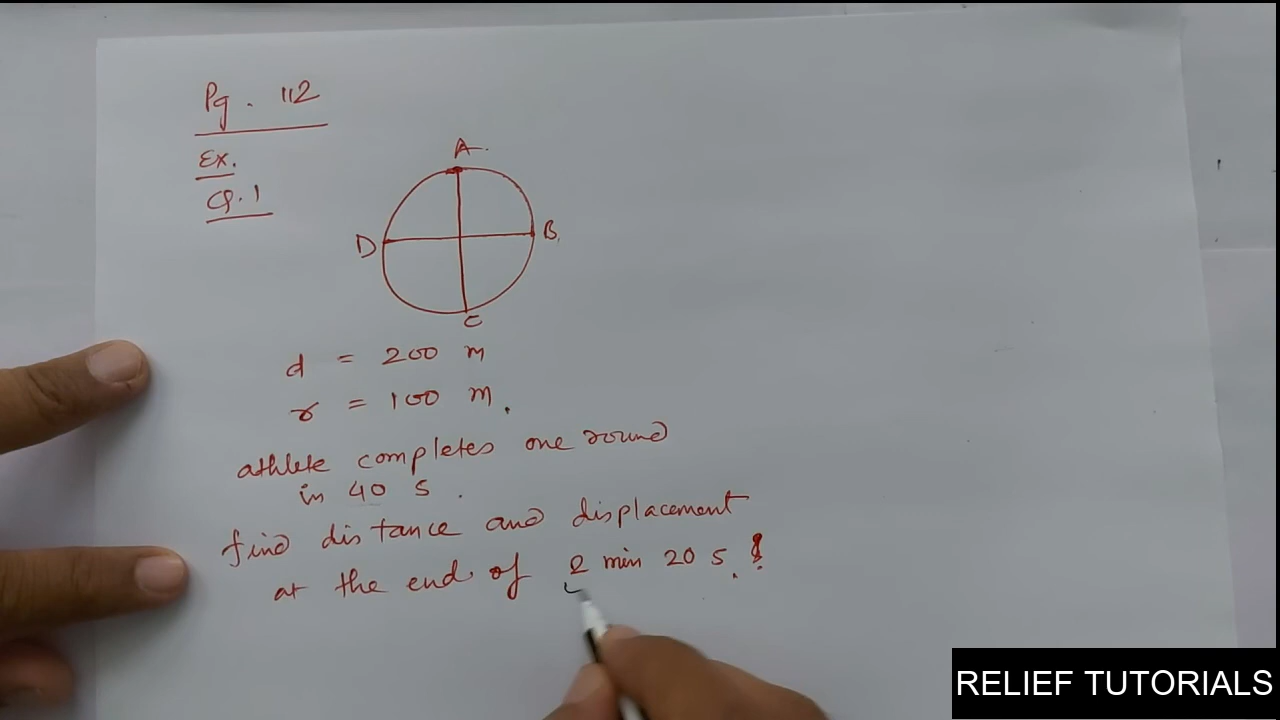 Pg. 112
Ex.
Q.1
A
D
B
C
d = 200 m
r = 100 m.
athlete completes one round
in 40 s.
find distance and displacement
at the end of 2 min 20 s.
RELIEF TUTORIALS